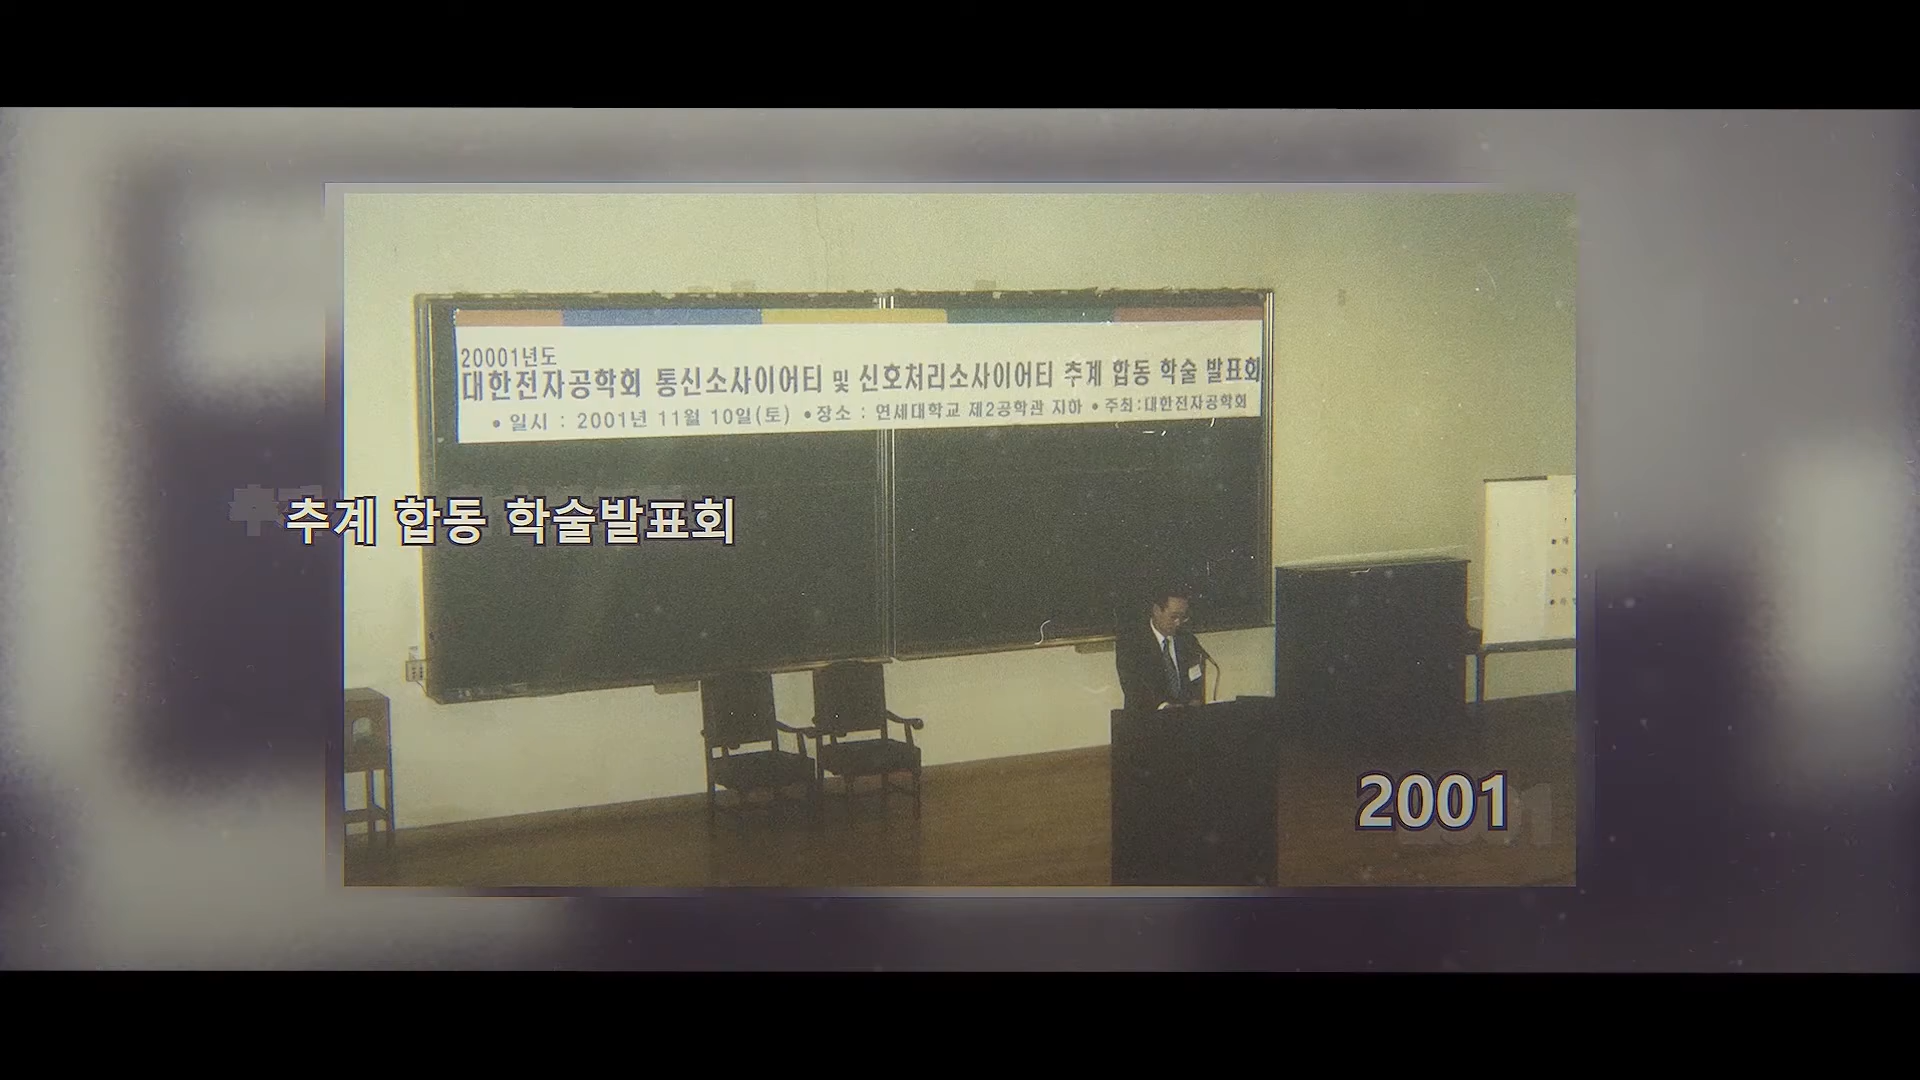 20001년도
대한전자공학회 통신소사이어티 및 신호처리소사이어티 추계 합동 학술 발표회
• 일시 : 2001년 11월 10일(토) • 장소 : 연세대학교 제2공학관 지하 • 주최:대한전자공학회
추계 합동 학술발표회
2001